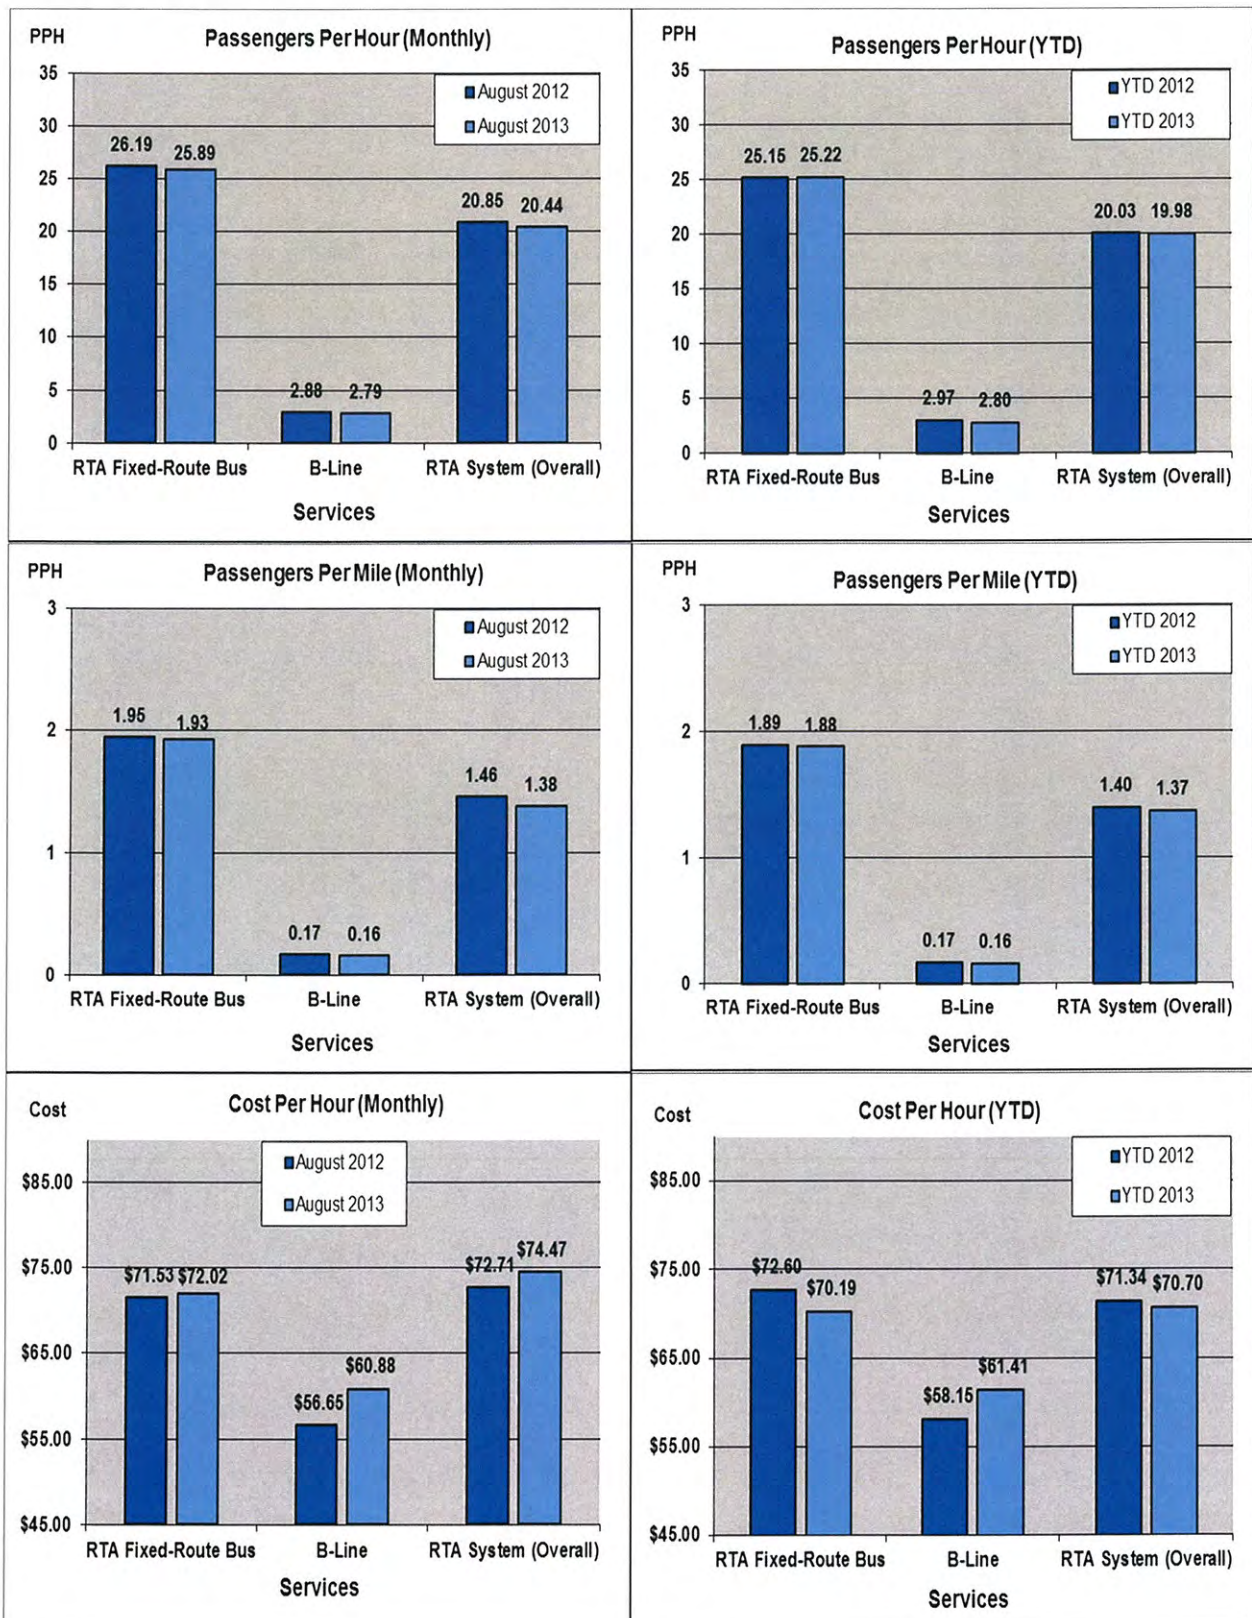 PPH
Passengers Per Hour (Monthly)
35
August 2012
August 2013
30
26.19
25.89
25
20.85
20.44
20
15
10
5
2.88
2.79
0
RTA Fixed-Route Bus
B-Line
RTA System (Overall)
Services
PPH
Passengers Per Hour (YTD)
35
YTD 2012
YTD 2013
30
25.15
25.22
25
20.03
19.98
20
15
10
5
2.97
2.80
0
RTA Fixed-Route Bus
B-Line
RTA System (Overall)
Services
PPH
Passengers Per Mile (Monthly)
3
August 2012
August 2013
1.95
1.93
2
1.46
1.38
1
0.17
0.16
0
RTA Fixed-Route Bus
B-Line
RTA System (Overall)
Services
PPH
Passengers Per Mile (YTD)
3
YTD 2012
YTD 2013
1.89
1.88
2
1.40
1.37
1
0.17
0.16
0
RTA Fixed-Route Bus
B-Line
RTA System (Overall)
Services
Cost
Cost Per Hour (Monthly)
August 2012
August 2013
$85.00
$75.00
$71.53
$72.02
$72.71
$74.47
$65.00
$56.65
$60.88
$55.00
$45.00
RTA Fixed-Route Bus
B-Line
RTA System (Overall)
Services
Cost
Cost Per Hour (YTD)
YTD 2012
YTD 2013
$85.00
$75.00
$72.60
$70.19
$71.34
$70.70
$65.00
$58.15
$61.41
$55.00
$45.00
RTA Fixed-Route Bus
B-Line
RTA System (Overall)
Services